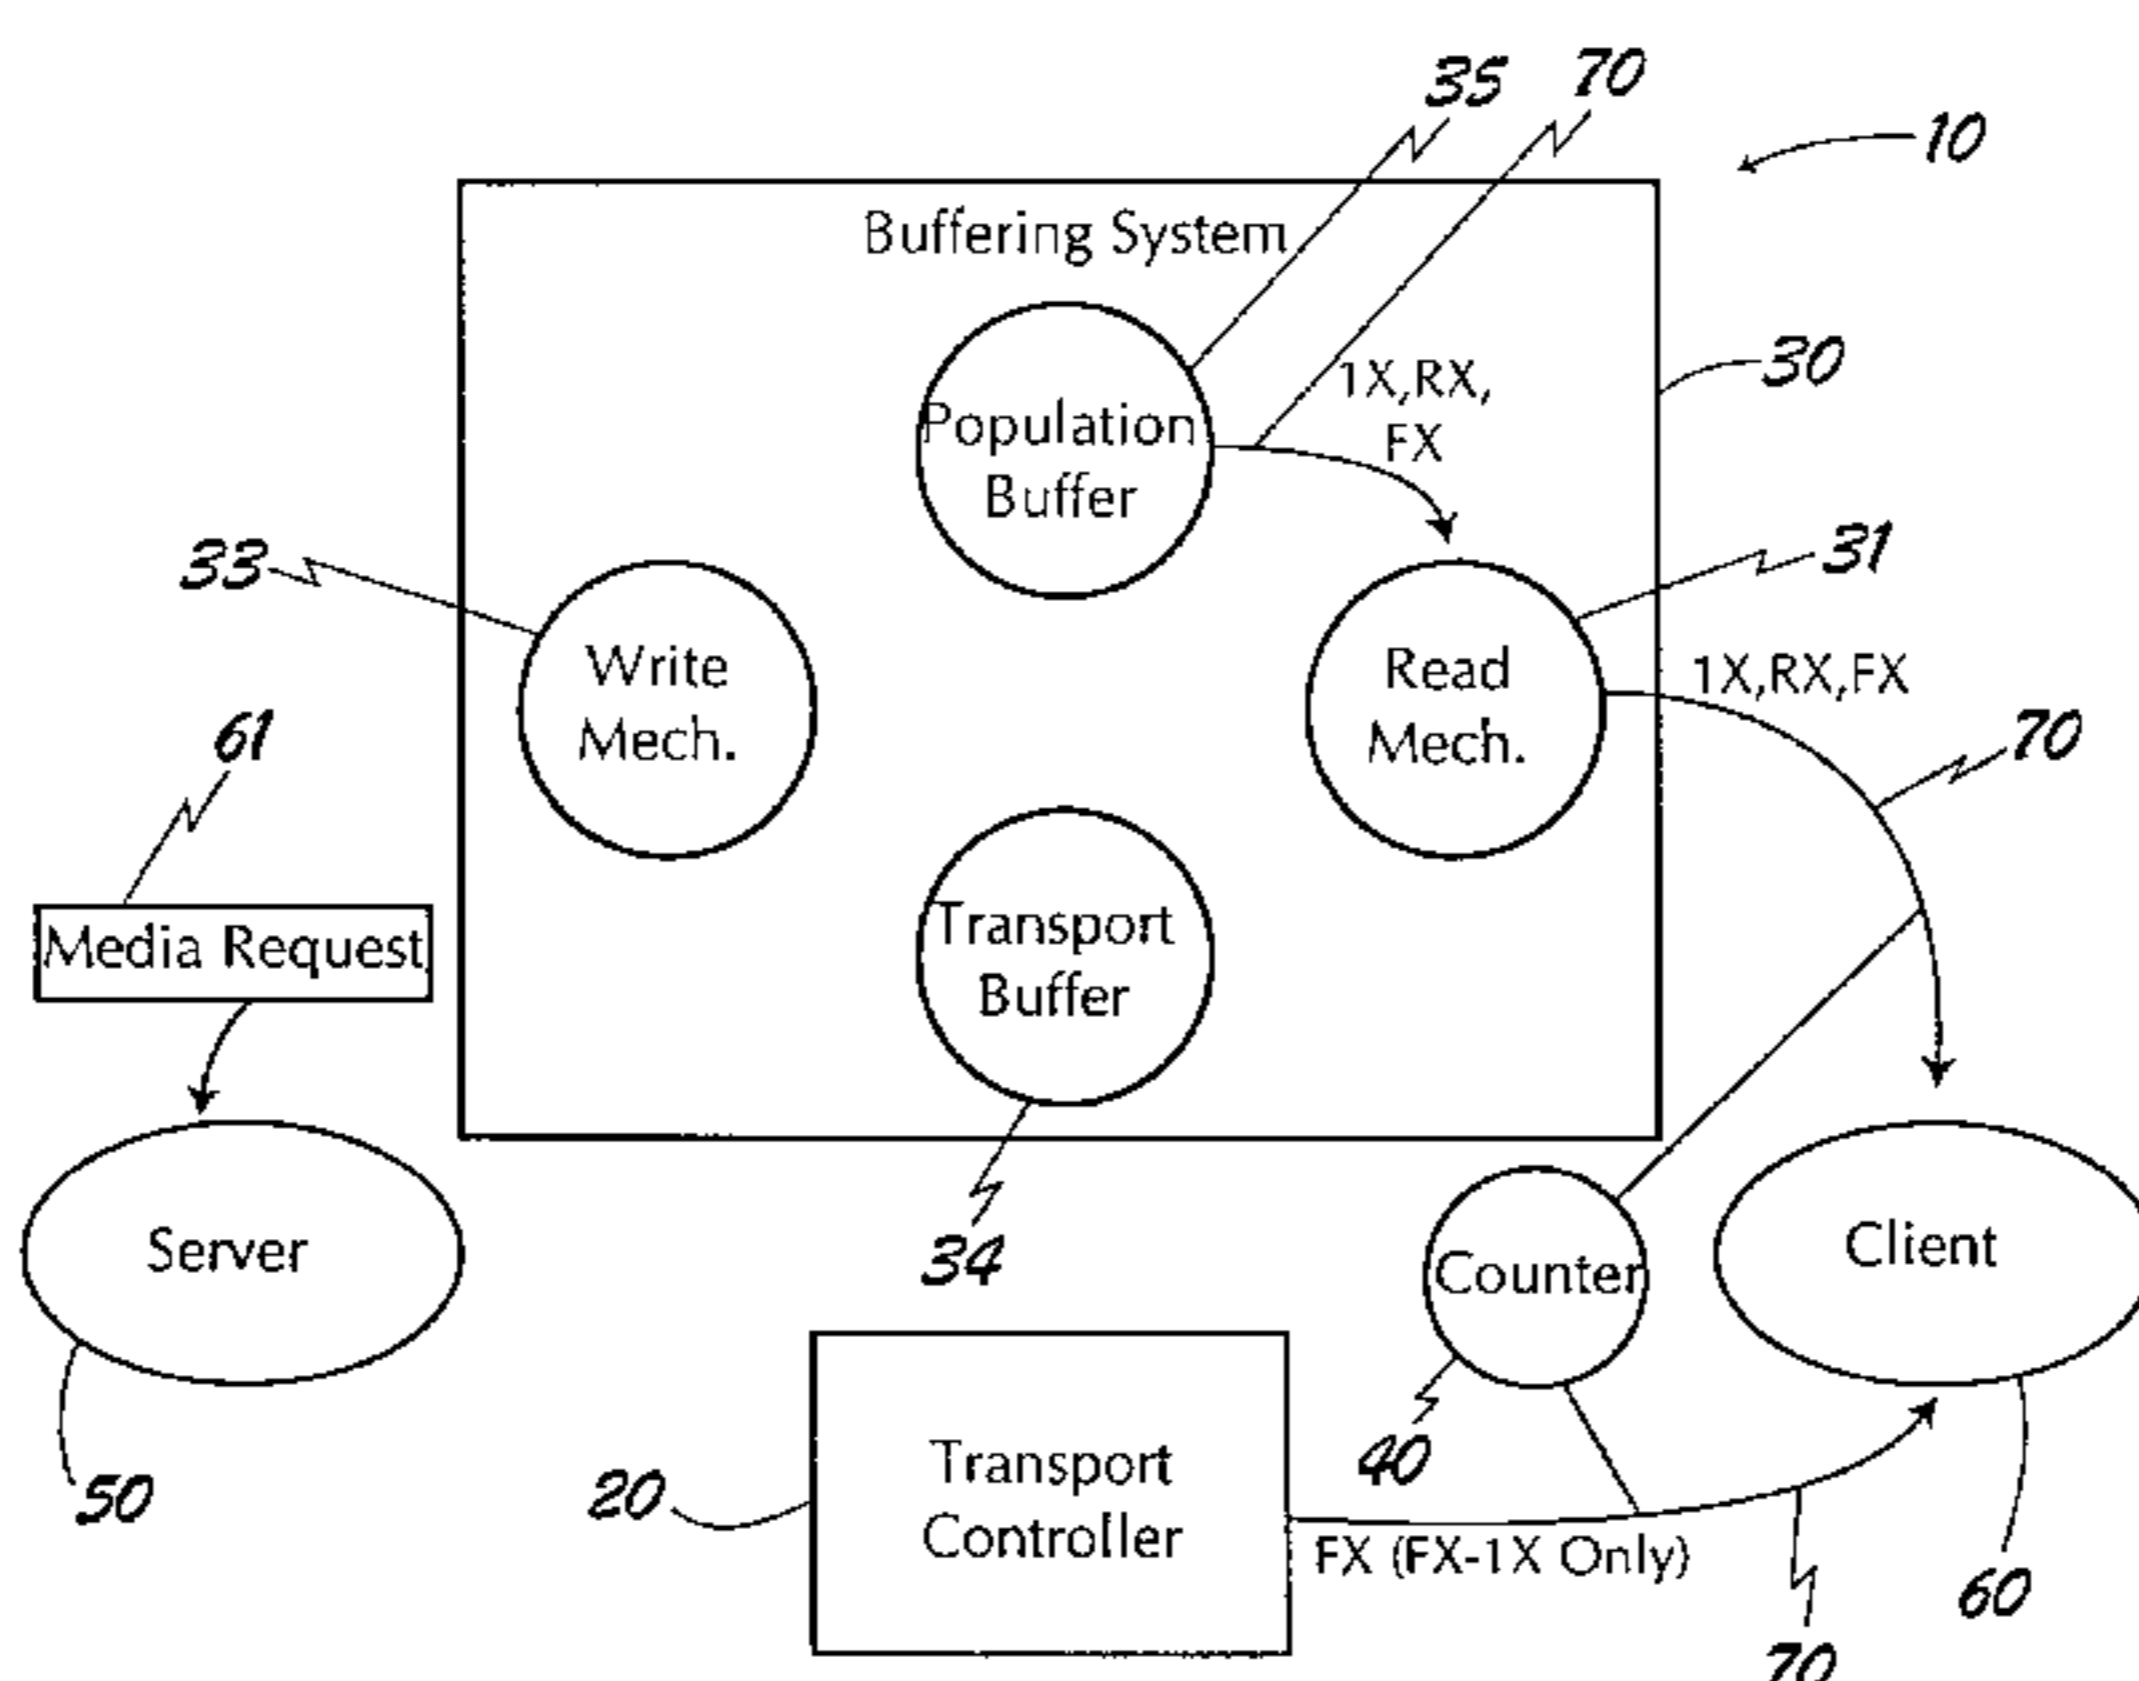 35
70
10
Buffering System
30
1X,RX,
FX
Population
Buffer
33
31
Write
Mech.
Read
Mech.
1X,RX,FX
70
61
Media Request
Transport
Buffer
Server
34
Counter
Client
50
20
Transport
Controller
40
FX (FX-1X Only)
60
70